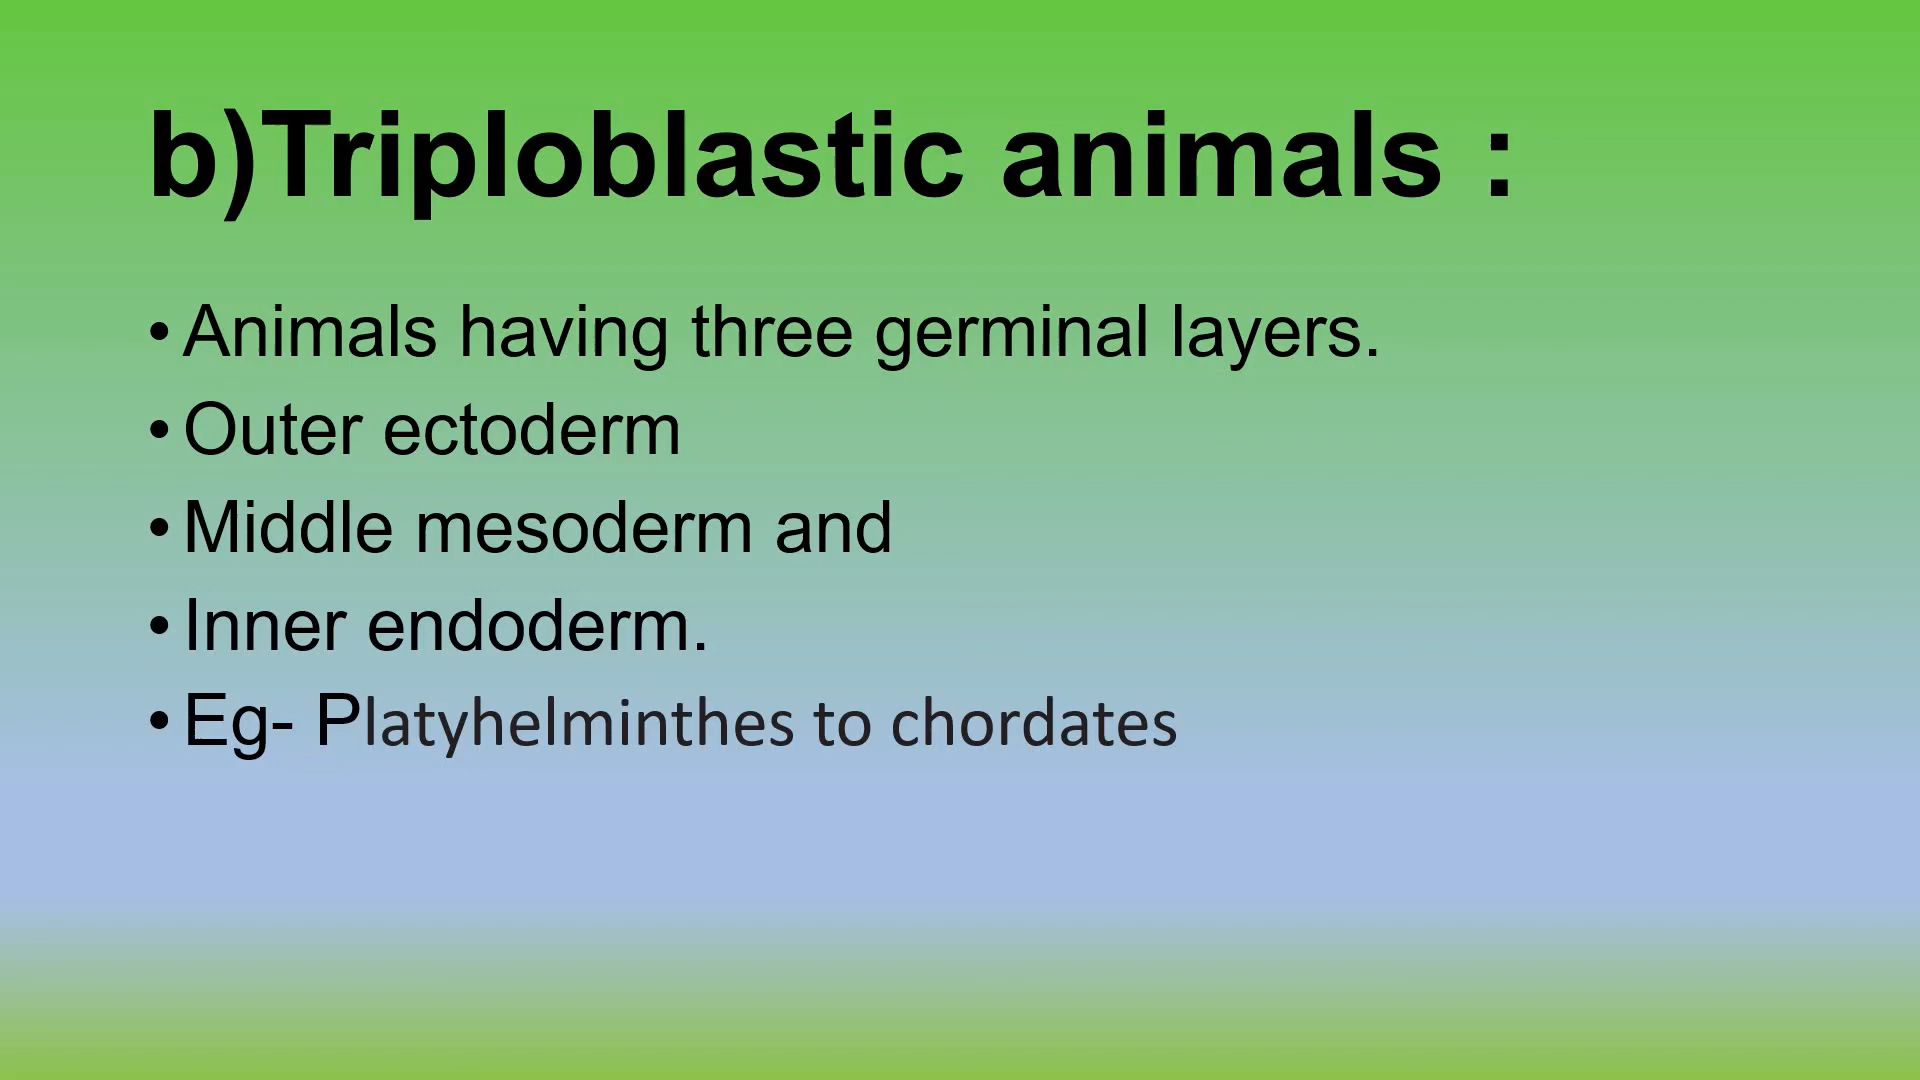 b)Triploblastic animals :
• Animals having three germinal layers.
• Outer ectoderm
• Middle mesoderm and
• Inner endoderm.
• Eg- Platyhelminthes to chordates